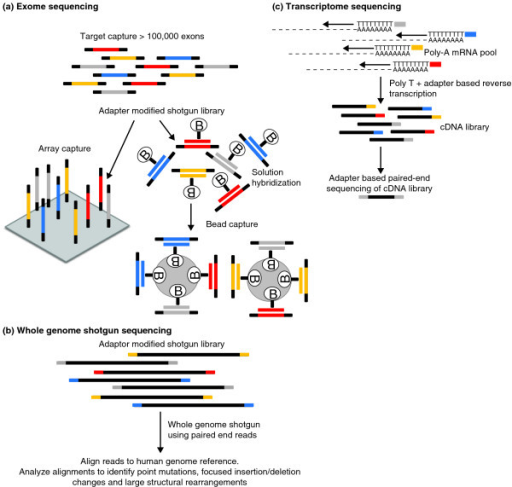 (a) Exome sequencing
Target capture > 100,000 exons
Adapter modified shotgun library
Array capture
B
B
B
B
B
Solution
hybridization
Bead capture
B
B
B
B
B
B
B
B
(b) Whole genome shotgun sequencing
Adaptor modified shotgun library
Whole genome shotgun
using paired end reads
Align reads to human genome reference.
Analyze alignments to identify point mutations, focused insertion/deletion
changes and large structural rearrangements
(c) Transcriptome sequencing
TTTTTTTT
AAAAAAAA
TTTTTTTT
AAAAAAAA
TTTTTTTT
AAAAAAAA
Poly-A mRNA pool
TTTTTTTT
AAAAAAAA
Poly T + adapter based reverse
transcription
cDNA library
Adapter based paired-end
sequencing of cDNA library